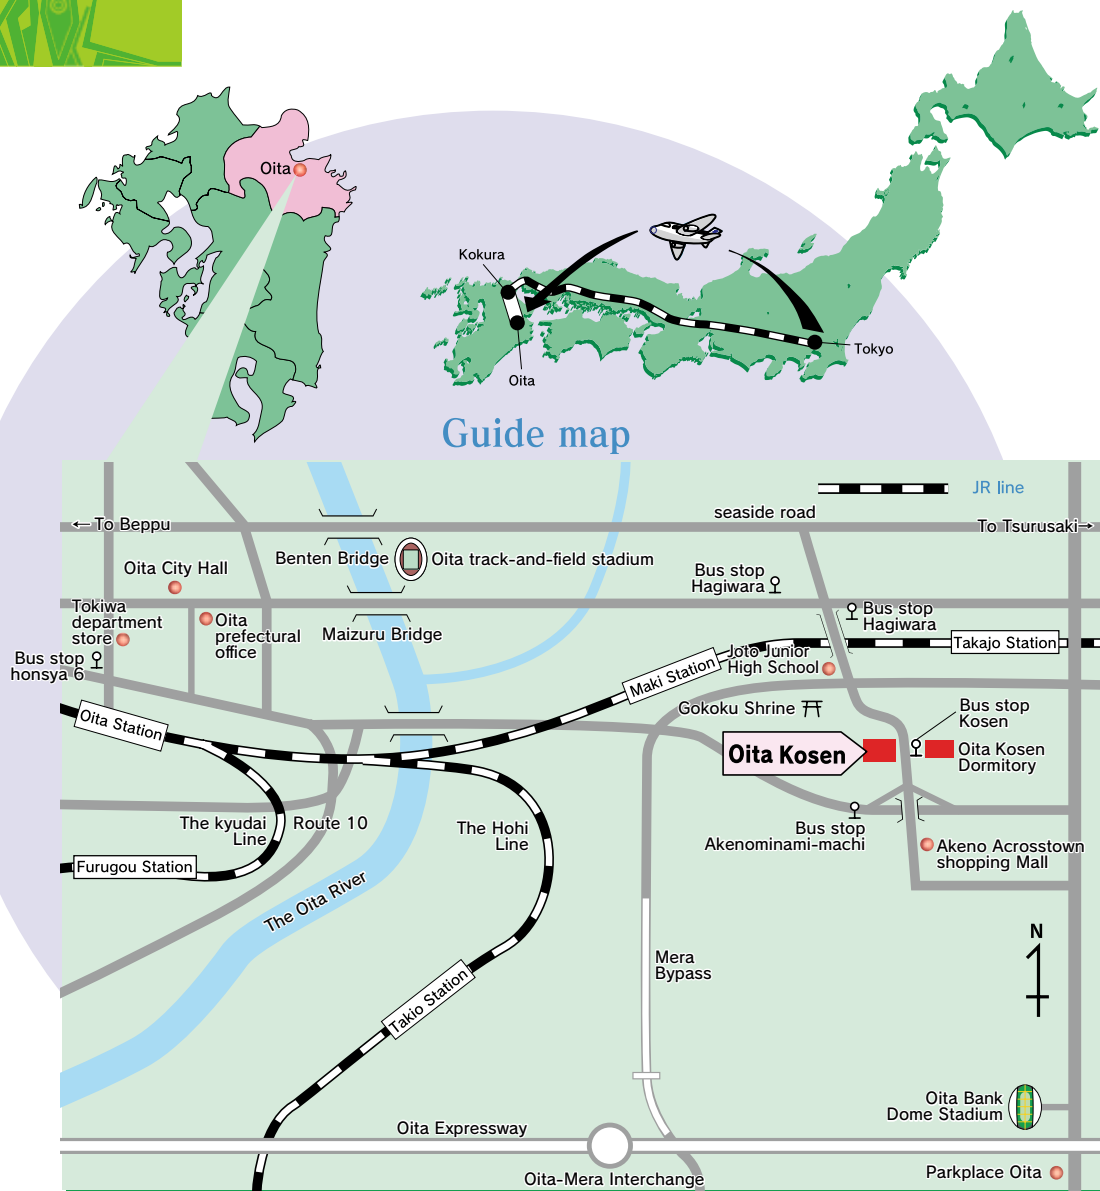 Oita
Kokura
Oita
Tokyo
Guide map
JR line
seaside road
←To Beppu
To Tsurusaki→
Benten Bridge
Oita track-and-field stadium
Oita City Hall
Bus stop
Hagiwara
Tokiwa
department
store
Oita
prefectural
office
Maizuru Bridge
Bus stop
Hagiwara
Takajo Station
Bus stop
honsya 6
Joto Junior
High School
Maki Station
Oita Station
Gokoku Shrine
Bus stop
Kosen
Oita Kosen
Oita Kosen
Dormitory
The kyudai
Line
Route 10
The Hohi
Line
Bus stop
Akenominami-machi
Akeno Acrosstown
shopping Mall
Furugou Station
The Oita River
N
Mera
Bypass
Takio Station
Oita Bank
Dome Stadium
Oita Expressway
Oita-Mera Interchange
Parkplace Oita